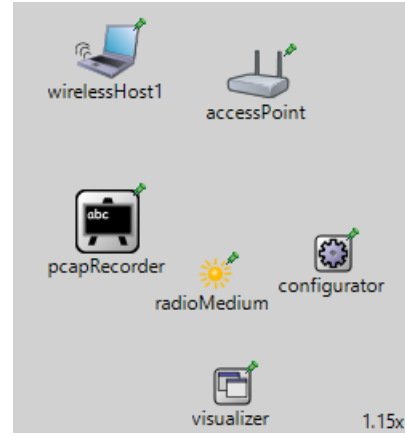 wirelessHost1
accessPoint
abc
pcapRecorder
configurator
radioMedium
visualizer
1.15x